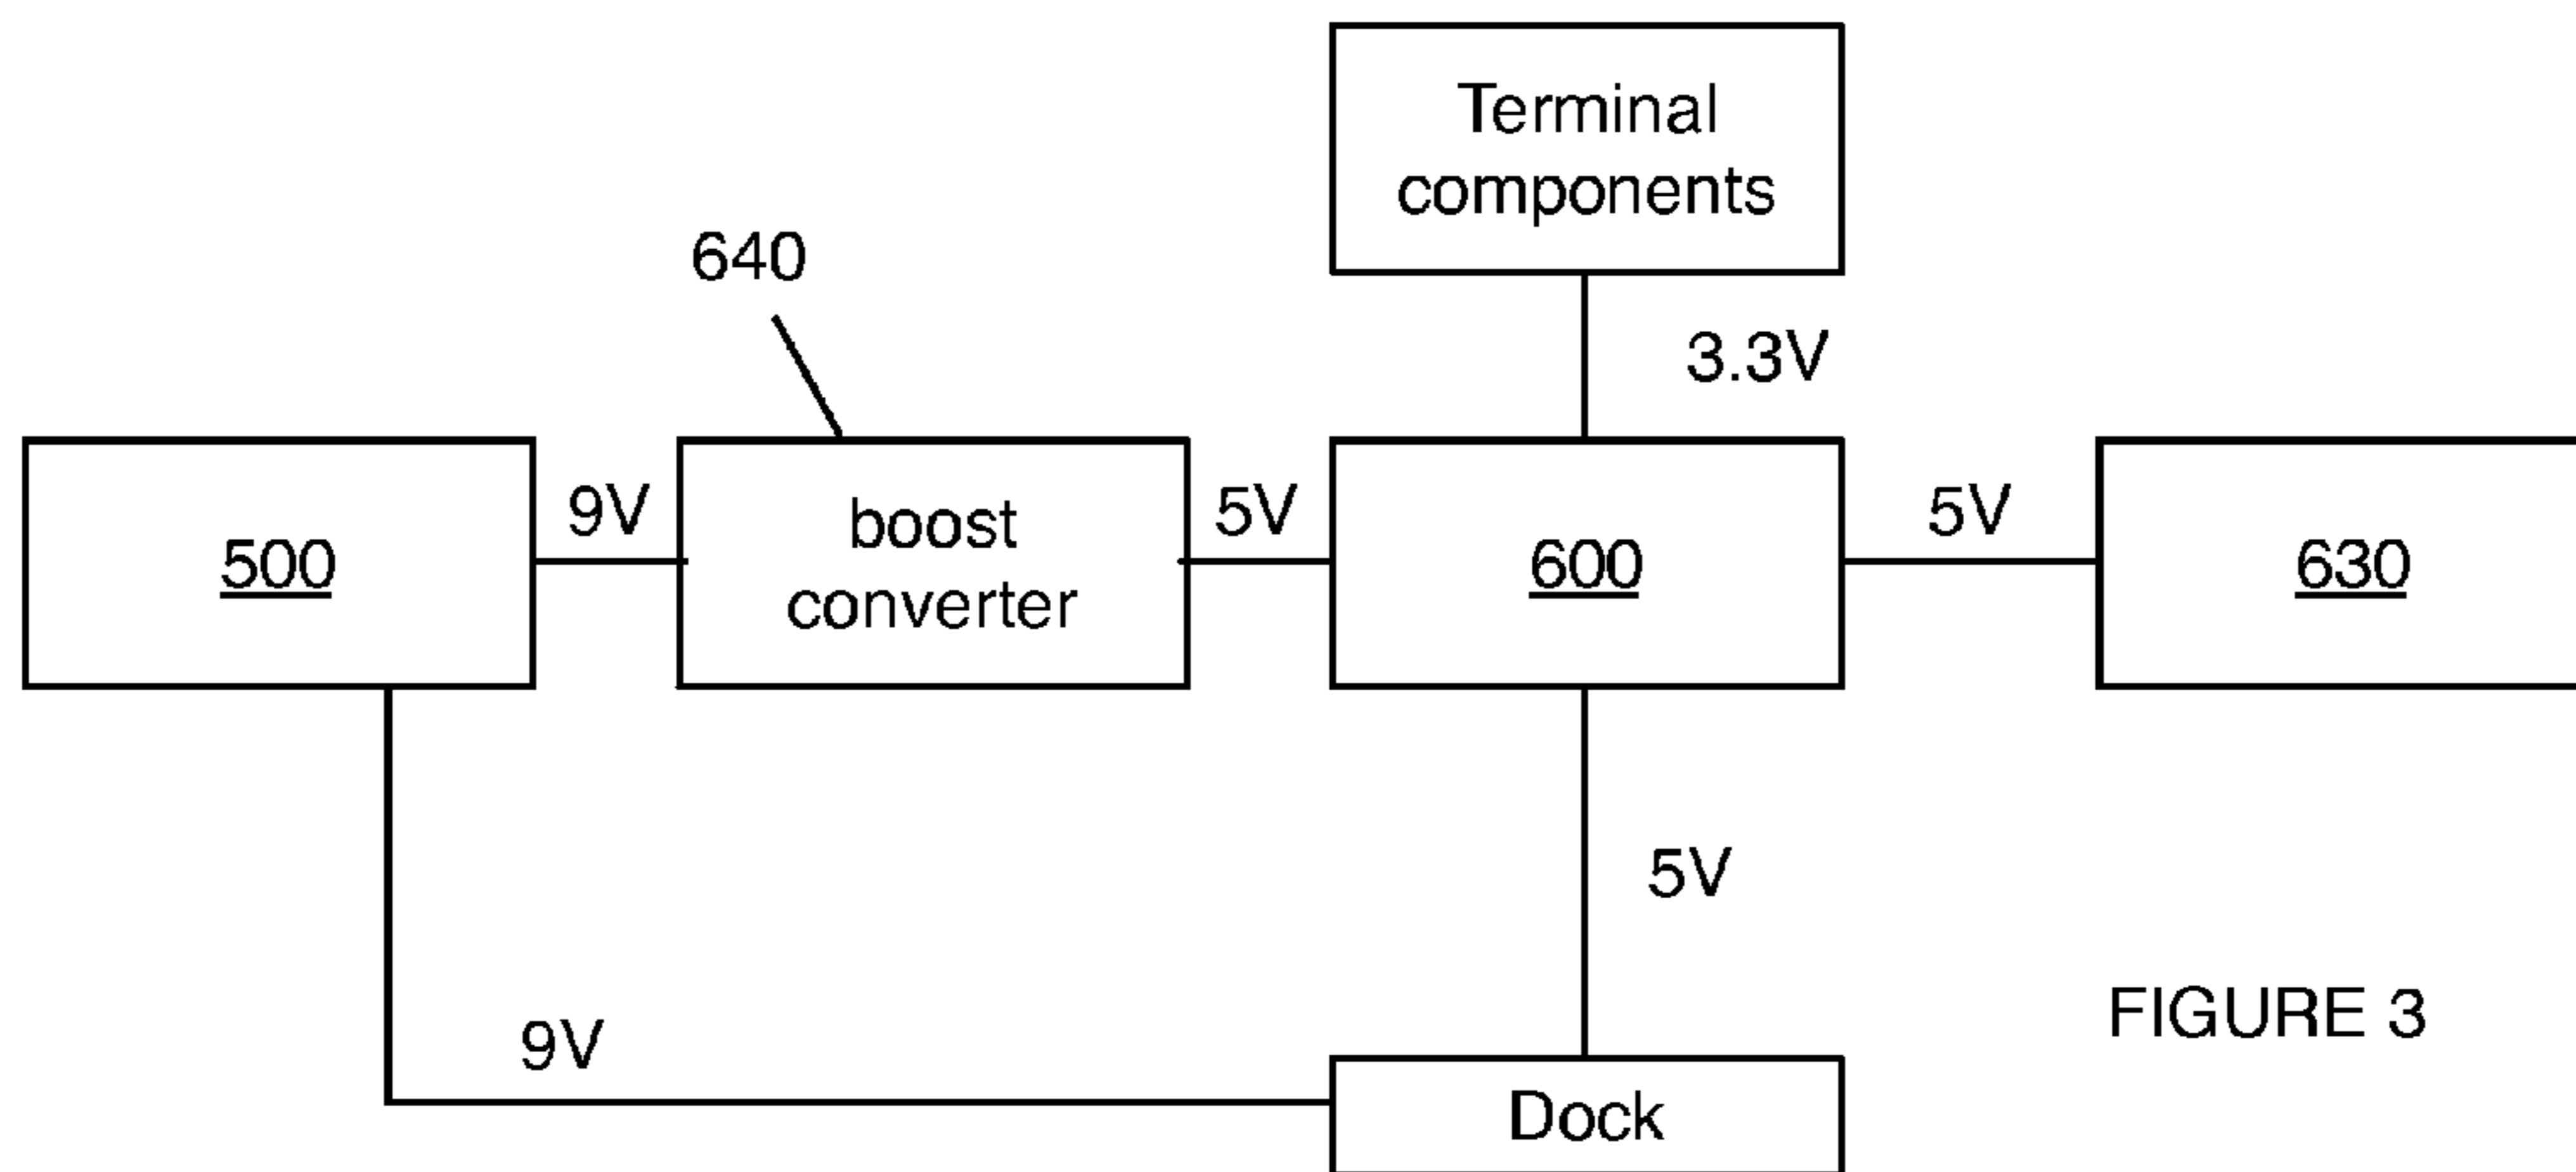 Terminal
components
640
3.3V
9V
boost
converter
5V
5V
500
600
630
5V
9V
FIGURE 3
Dock